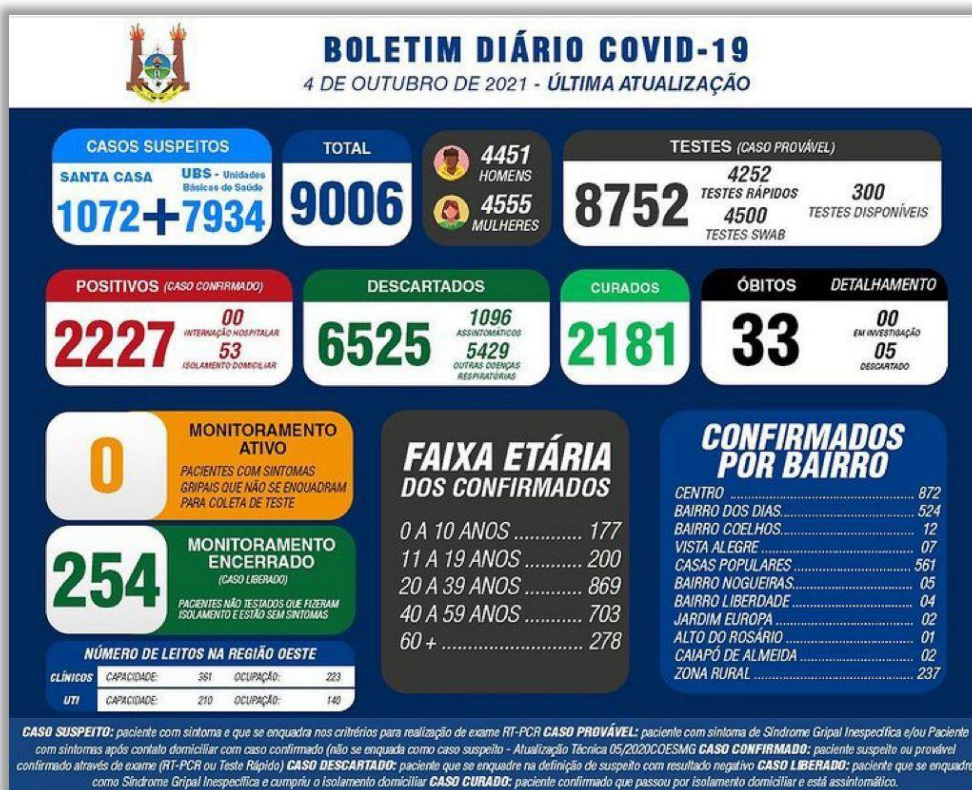 BOLETIM DIÁRIO COVID-19
4 DE OUTUBRO DE 2021 - ÚLTIMA ATUALIZAÇÃO
CASOS SUSPEITOS
SANTA CASA
UBS - Unidades
Básicas de Saúde
1072+7934
TOTAL
9006
4451
HOMENS
4555
MULHERES
TESTES (CASO PROVÁVEL)
8752
4252
TESTES RÁPIDOS
4500
TESTES SWAB
300
TESTES DISPONÍVEIS
POSITIVOS (CASO CONFIRMADO)
2227
00
INTERNAÇÃO HOSPITALAR
53
ISOLAMENTO DOMICILIAR
DESCARTADOS
6525
1096
ASSINTOMÁTICOS
5429
OUTRAS DOENÇAS
RESPIRATÓRIAS
CURADOS
2181
ÓBITOS
DETALHAMENTO
33
00
EM INVESTIGAÇÃO
05
DESCARTADO
0
MONITORAMENTO
ATIVO
PACIENTES COM SINTOMAS
GRIPAIS QUE NÃO SE ENQUADRAM
PARA COLETA DE TESTE
254
MONITORAMENTO
ENCERRADO
(CASO LIBERADO)
PACIENTES NÃO TESTADOS QUE FIZERAM
ISOLAMENTO E ESTÃO SEM SINTOMAS
NÚMERO DE LEITOS NA REGIÃO OESTE
CLÍNICOS CAPACIDADE: 361 OCUPAÇÃO: 223
UTI CAPACIDADE: 210 OCUPAÇÃO: 140
FAIXA ETÁRIA
DOS CONFIRMADOS
0 A 10 ANOS ............ 177
11 A 19 ANOS .......... 200
20 A 39 ANOS .......... 869
40 A 59 ANOS .......... 703
60 + ........................ 278
CONFIRMADOS
POR BAIRRO
CENTRO ........................... 872
BAIRRO DOS DIAS.................... 524
BAIRRO COELHOS.................... 12
VISTA ALEGRE....................... 07
CASAS POPULARES .................. 561
BAIRRO NOGUEIRAS................. 05
BAIRRO LIBERDADE.................. 04
JARDIM EUROPA .................... 02
ALTO DO ROSÁRIO .................. 01
CAIAPÓ DE ALMEIDA ................ 02
ZONA RURAL ....................... 237
CASO SUSPEITO: paciente com sintoma e que se enquadra nos critérios para realização de exame RT-PCR CASO PROVÁVEL: paciente com sintoma de Síndrome Gripal Inespecífica e/ou Paciente
com sintomas após contato domiciliar com caso confirmado (não se enquada como caso suspeito - Atualização Técnica 05/2020COESMG CASO CONFIRMADO: paciente suspeito ou provável
confirmado através de exame (RT-PCR ou Teste Rápido) CASO DESCARTADO: paciente que se enquadre na definição de suspeito com resultado negativo CASO LIBERADO: paciente que se enquadre
como Síndrome Gripal Inespecífica e cumpriu o isolamento domiciliar CASO CURADO: paciente confirmado que passou por isolamento domiciliar e está assintomático.